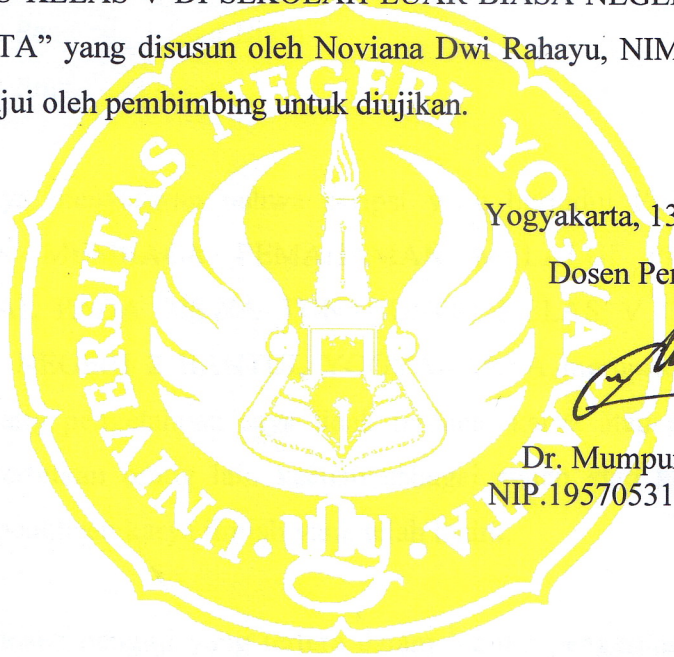 KELAS V DI SEKOLAH LUAR BIASA NEGERI
TA” yang disusun oleh Noviana Dwi Rahayu, NIM
jui oleh pembimbing untuk diujikan.
Yogyakarta, 13
Dosen Pe
Dr. Mumpu
NIP.19570531
UNIVERSITAS NEGERI YOGYAKARTA
uny